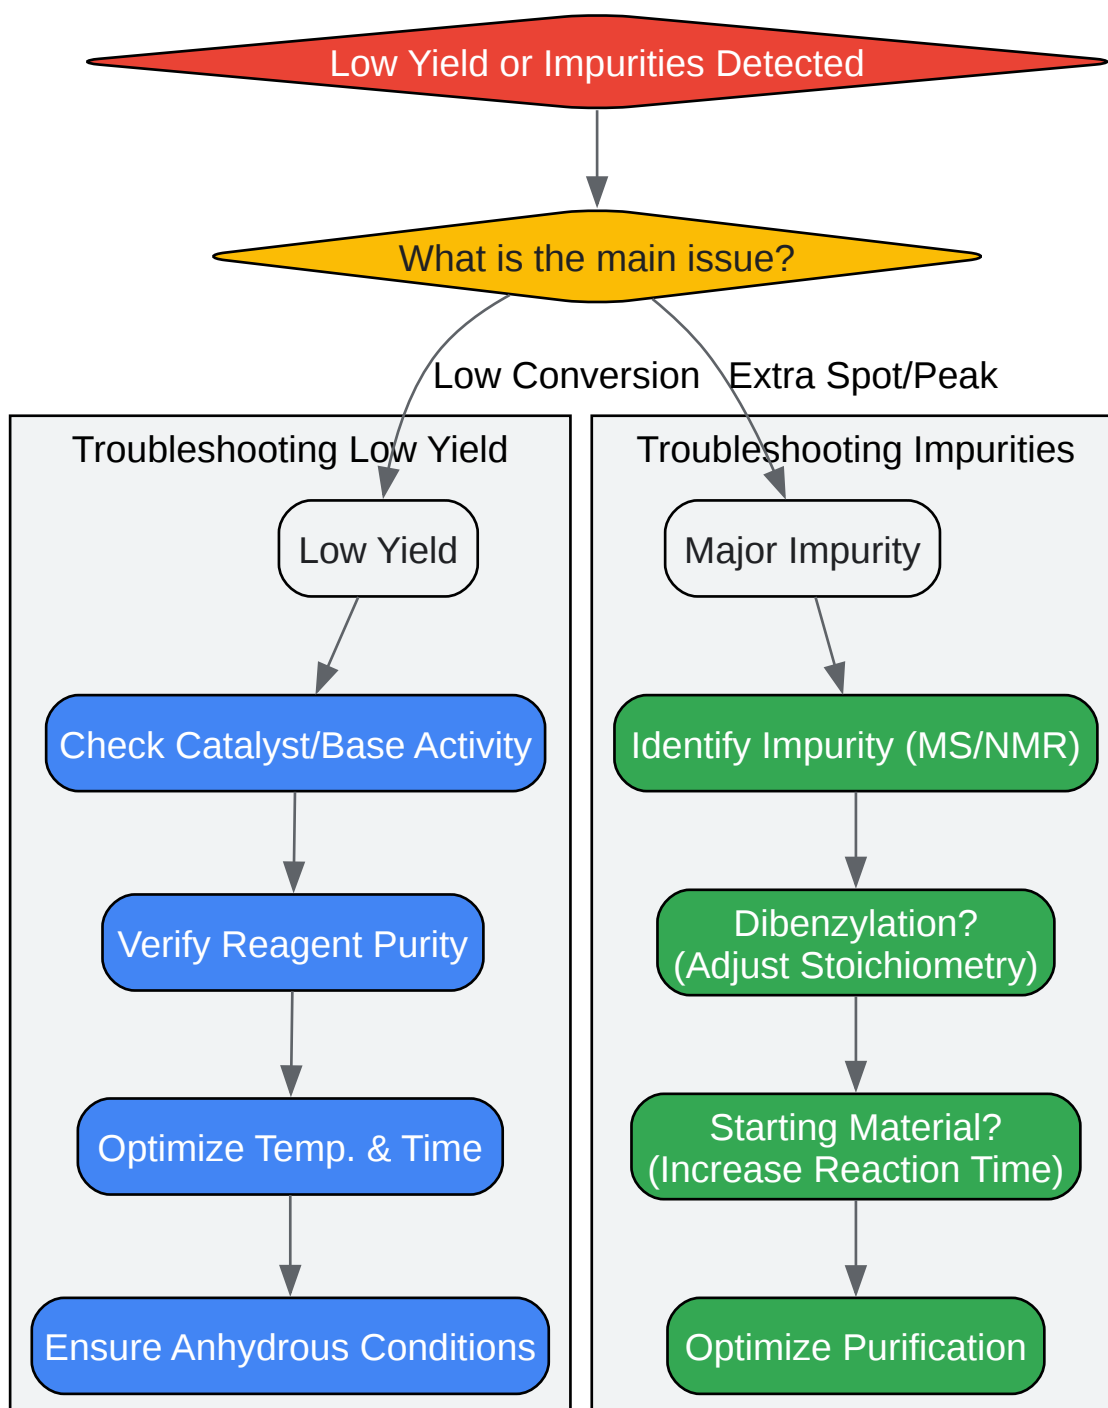 Low Yield or Impurities Detected
What is the main issue?
Low Conversion
Extra Spot/Peak
Troubleshooting Low Yield
Low Yield
Check Catalyst/Base Activity
Verify Reagent Purity
Optimize Temp. & Time
Ensure Anhydrous Conditions
Troubleshooting Impurities
Major Impurity
Identify Impurity (MS/NMR)
Dibenzylation?
(Adjust Stoichiometry)
Starting Material?
(Increase Reaction Time)
Optimize Purification